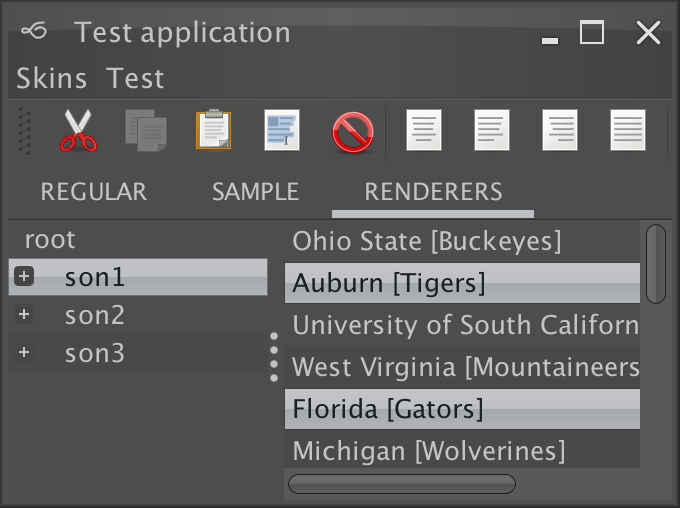 Test application
Skins Test
REGULAR SAMPLE RENDERERS
root
son1
son2
son3
Ohio State [Buckeyes]
Auburn [Tigers]
University of South Californ
West Virginia [Mountaineers
Florida [Gators]
Michigan [Wolverines]